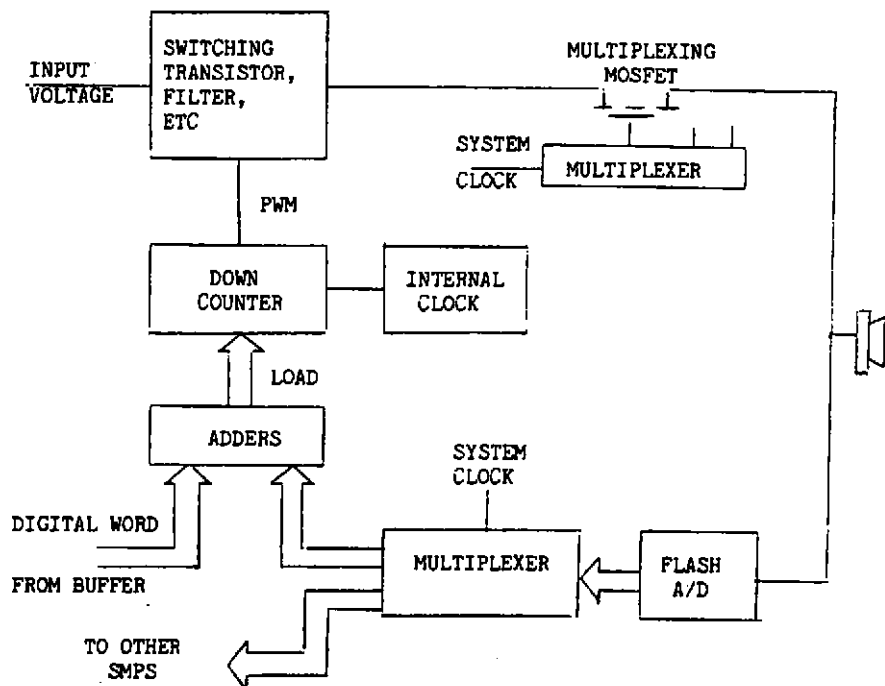 SWITCHING
TRANSISTOR,
FILTER,
ETC
INPUT
VOLTAGE
MULTIPLEXING
MOSFET
SYSTEM
CLOCK
MULTIPLEXER
PWM
DOWN
COUNTER
INTERNAL
CLOCK
LOAD
ADDERS
SYSTEM
CLOCK
DIGITAL WORD
FROM BUFFER
MULTIPLEXER
FLASH
A/D
TO OTHER
SMPS